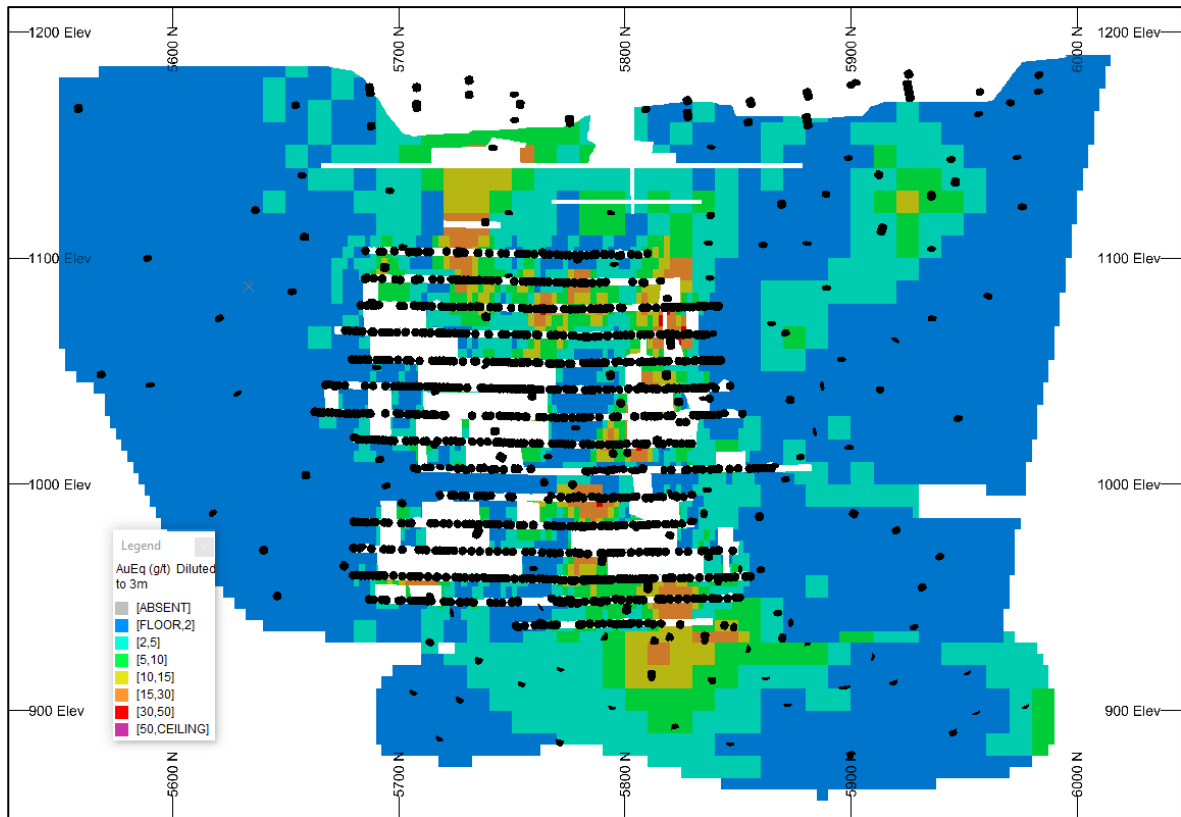 1200 Elev
5600 N
5700 N
5800 N
5900 N
6000 N
1200 Elev
1100 Elev
1100 Elev
1000 Elev
1000 Elev
Legend
x
AuEq (g/t) Diluted
to 3m
[ABSENT]
[FLOOR,2]
[2,5]
[5,10]
[10,15]
[15,30]
[30,50]
[50,CEILING]
900 Elev
900 Elev
5600 N
5700 N
5800 N
5900 N
6000 N